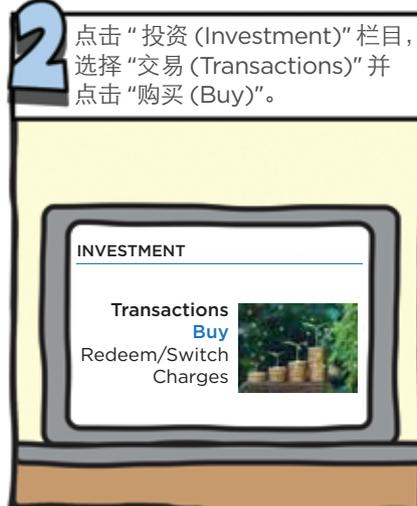 2
点击 “ 投资 (Investment)” 栏目，
选择 “交易 (Transactions)” 并
点击 “购买 (Buy)”。
INVESTMENT
Transactions
Buy
Redeem/Switch
Charges